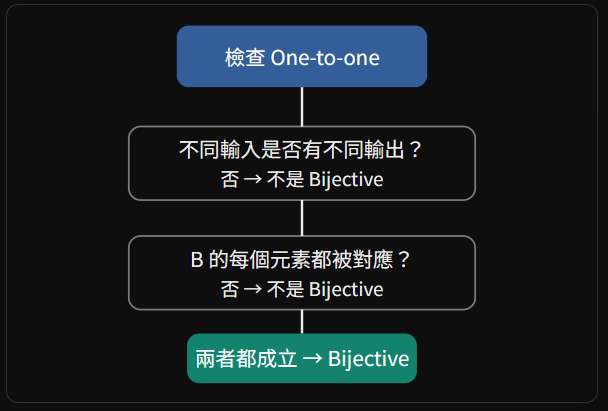 檢查 One-to-one
不同輸入是否有不同輸出？
否 → 不是 Bijective
B 的每個元素都被對應？
否 → 不是 Bijective
兩者都成立 → Bijective